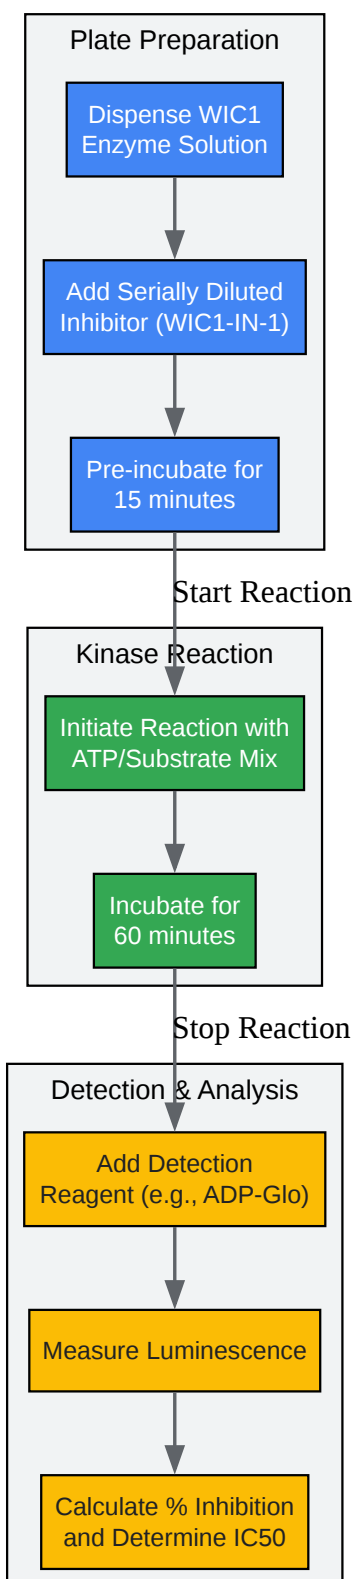 Plate Preparation
Dispense WIC1
Enzyme Solution
Add Serially Diluted
Inhibitor (WIC1-IN-1)
Pre-incubate for
15 minutes
Start Reaction
Kinase Reaction
Initiate Reaction with
ATP/Substrate Mix
Incubate for
60 minutes
Stop Reaction
Detection & Analysis
Add Detection
Reagent (e.g., ADP-Glo)
Measure Luminescence
Calculate % Inhibition
and Determine IC50